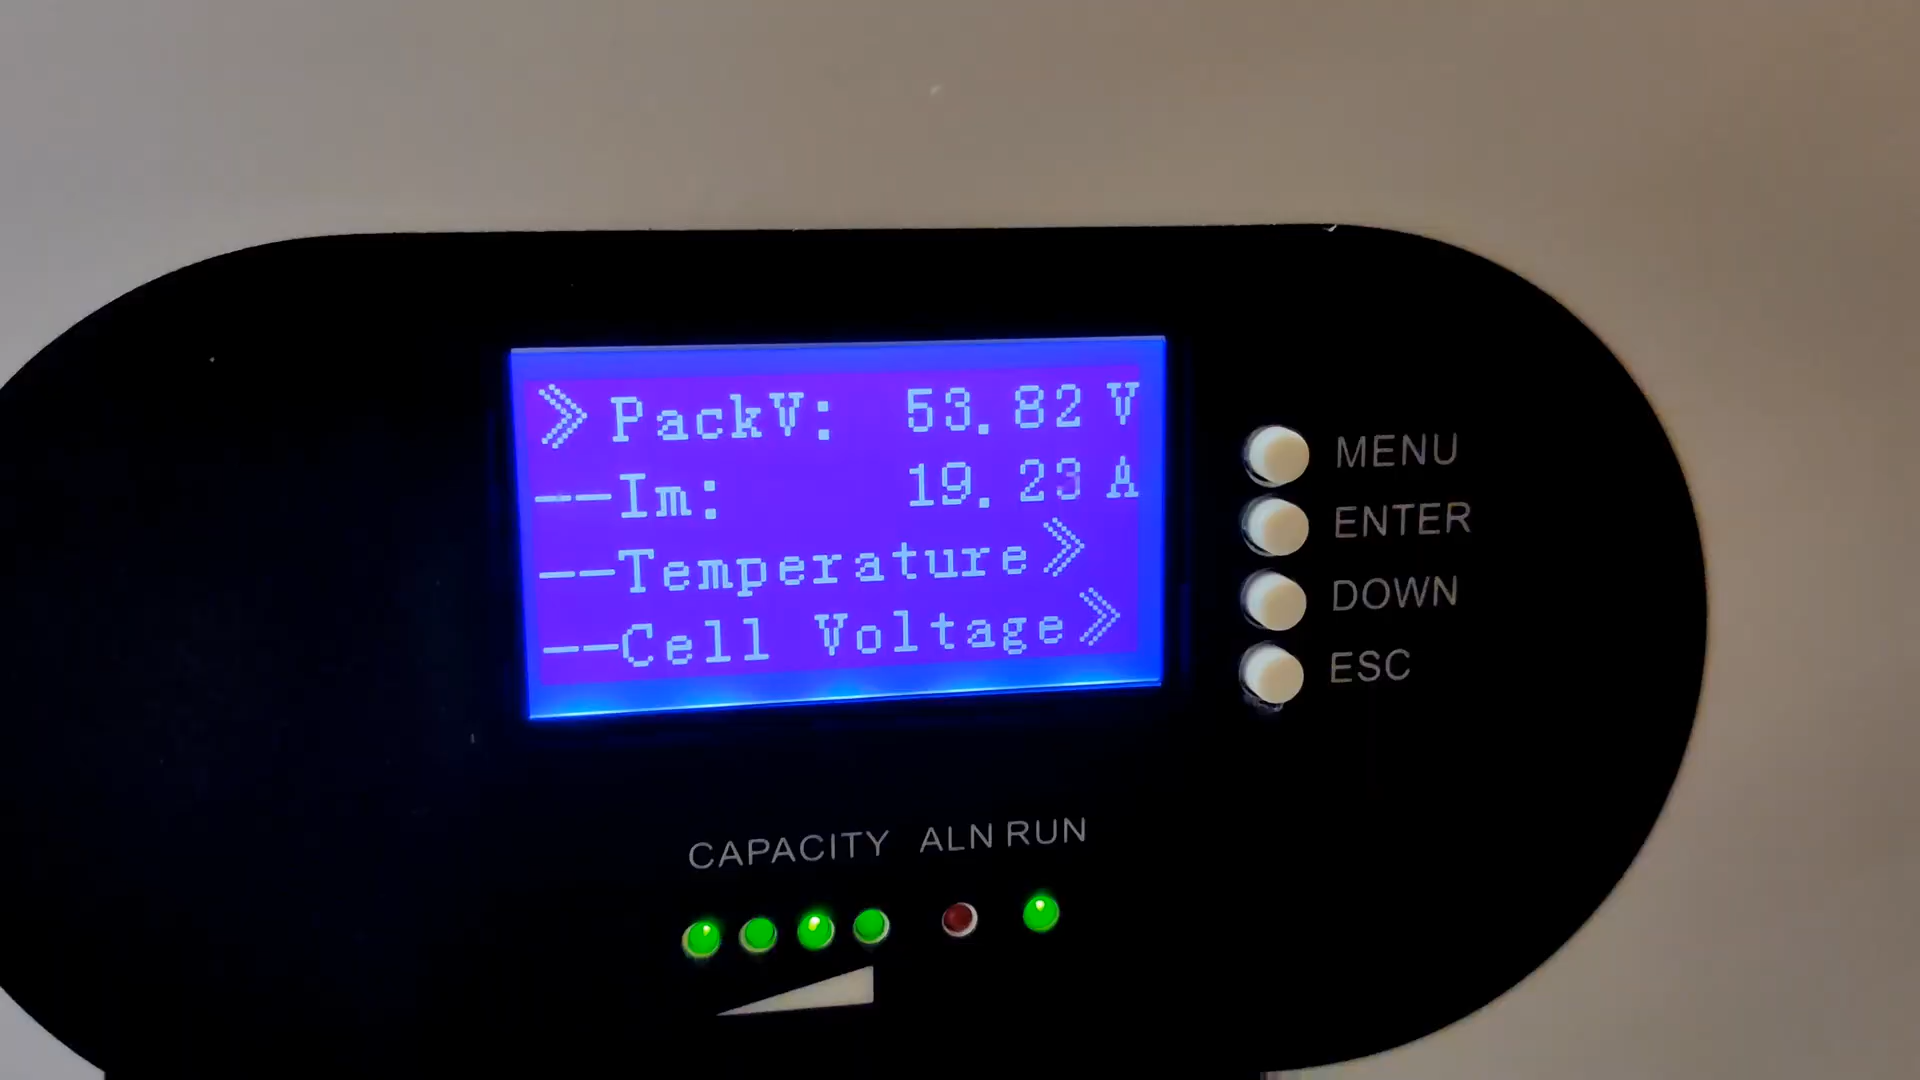 » PackV: 53.82 V
--Im: 19.23 A
--Temperature»
--Cell Voltage»
MENU
ENTER
DOWN
ESC
CAPACITY ALN RUN